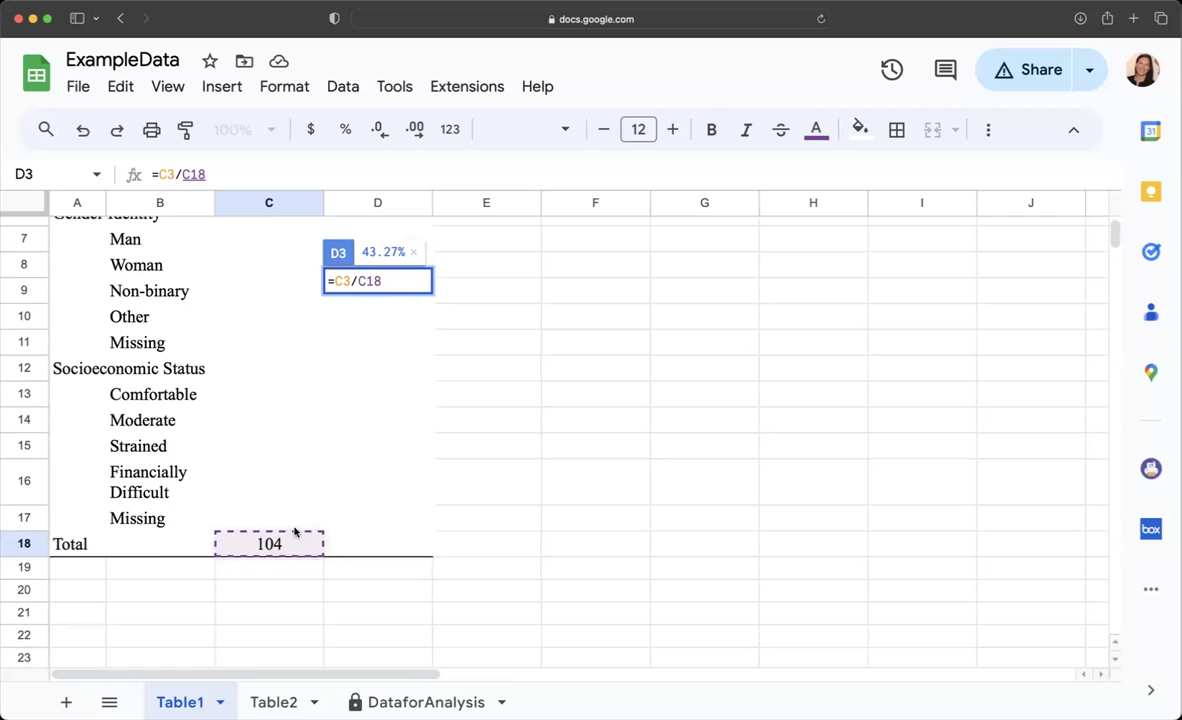 docs.google.com
ExampleData
File Edit View Insert Format Data Tools Extensions Help
Share
100% $ % .0 .00 123 12 B I A
D3 fx =C3/C18
A B C D E F G H I J
Gender Identity
7 Man
8 Woman
D3 43.27% ×
9 Non-binary =C3/C18
10 Other
11 Missing
12 Socioeconomic Status
13 Comfortable
14 Moderate
15 Strained
16 Financially
Difficult
17 Missing
18 Total 104
19
20
21
22
23
Table1 Table2 DataforAnalysis
31
box